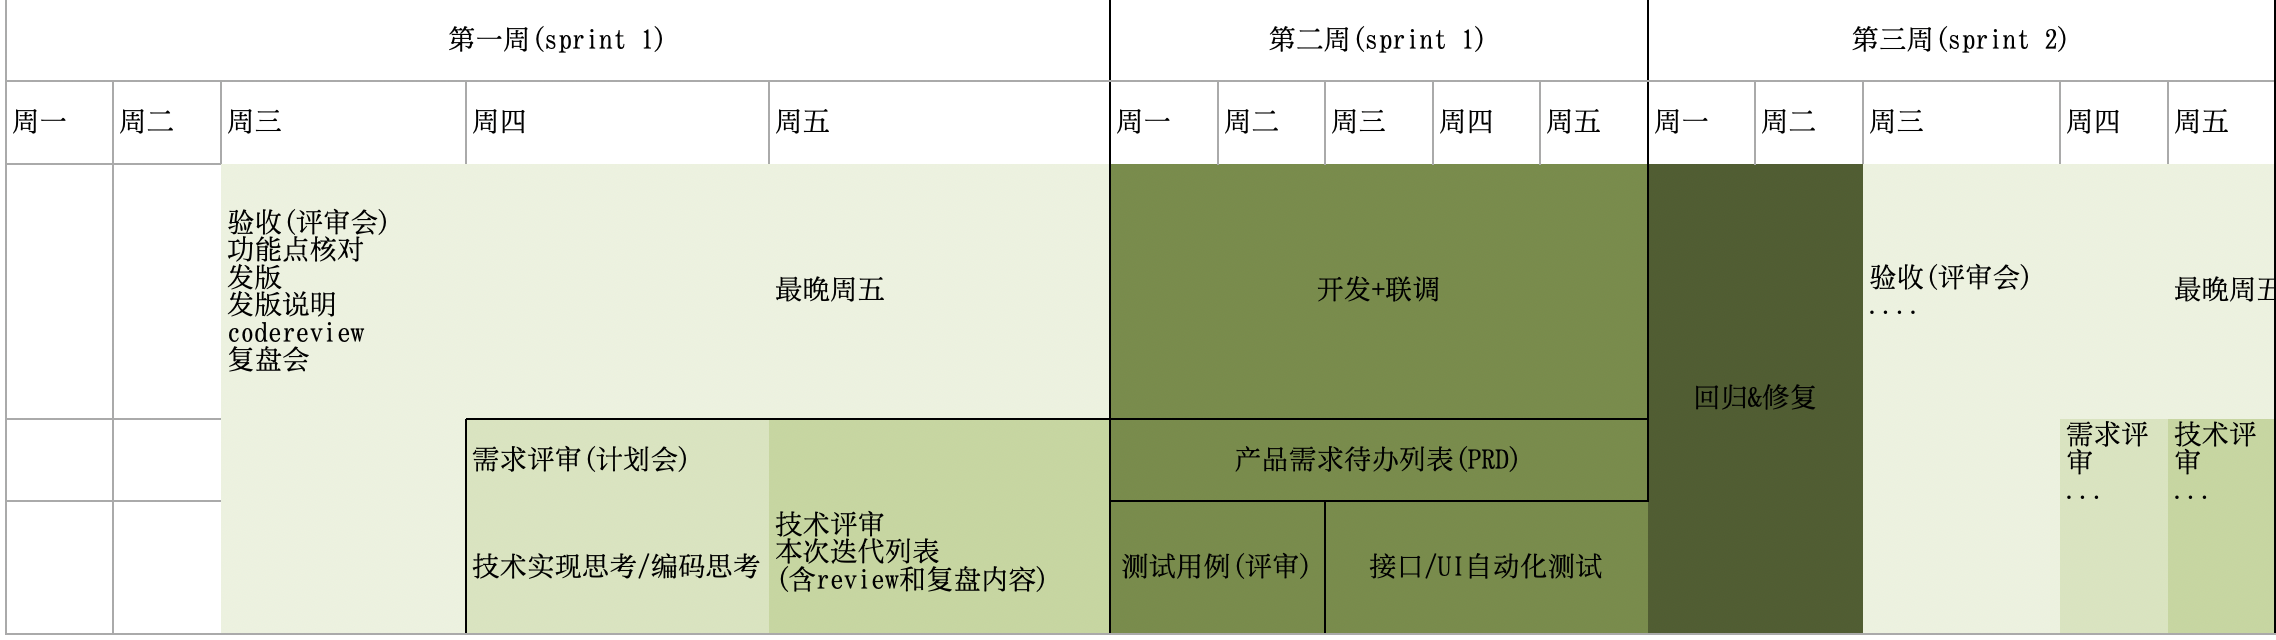 第一周(sprint 1)
第二周(sprint 1)
第三周(sprint 2)
周一
周二
周三
周四
周五
周一
周二
周三
周四
周五
周一
周二
周三
周四
周五
验收(评审会)
功能点核对
发版
发版说明
codereview
复盘会
最晚周五
开发+联调
回归&修复
验收(评审会)
....
最晚周五
需求评审(计划会)
产品需求待办列表(PRD)
需求评
审
...
技术评
审
...
技术实现思考/编码思考
技术评审
本次迭代列表
(含review和复盘内容)
测试用例(评审)
接口/UI自动化测试